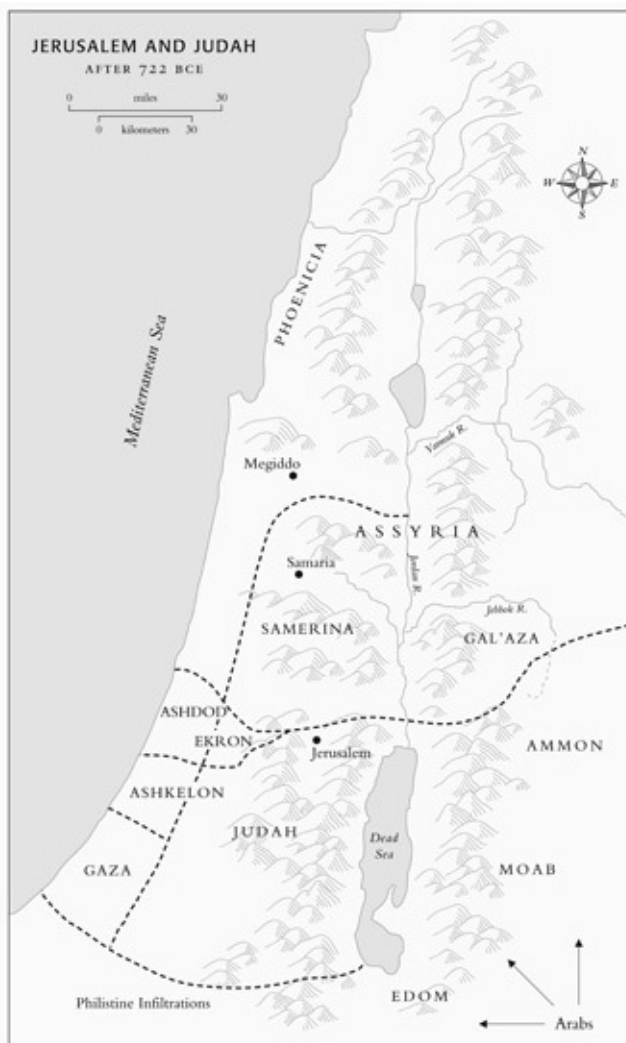 JERUSALEM AND JUDAH
AFTER 722 BCE
0 miles 30
0 kilometers 30
N
W E
S
PHOENICIA
Mediterranean Sea
Megiddo
Yarmuk R.
ASSYRIA
Samaria
Jordan R.
Jabbok R.
SAMERINA
GAL'AZA
ASHDOD
EKRON
Jerusalem
AMMON
ASHKELON
JUDAH
Dead
Sea
GAZA
MOAB
Philistine Infiltrations
EDOM
Arabs